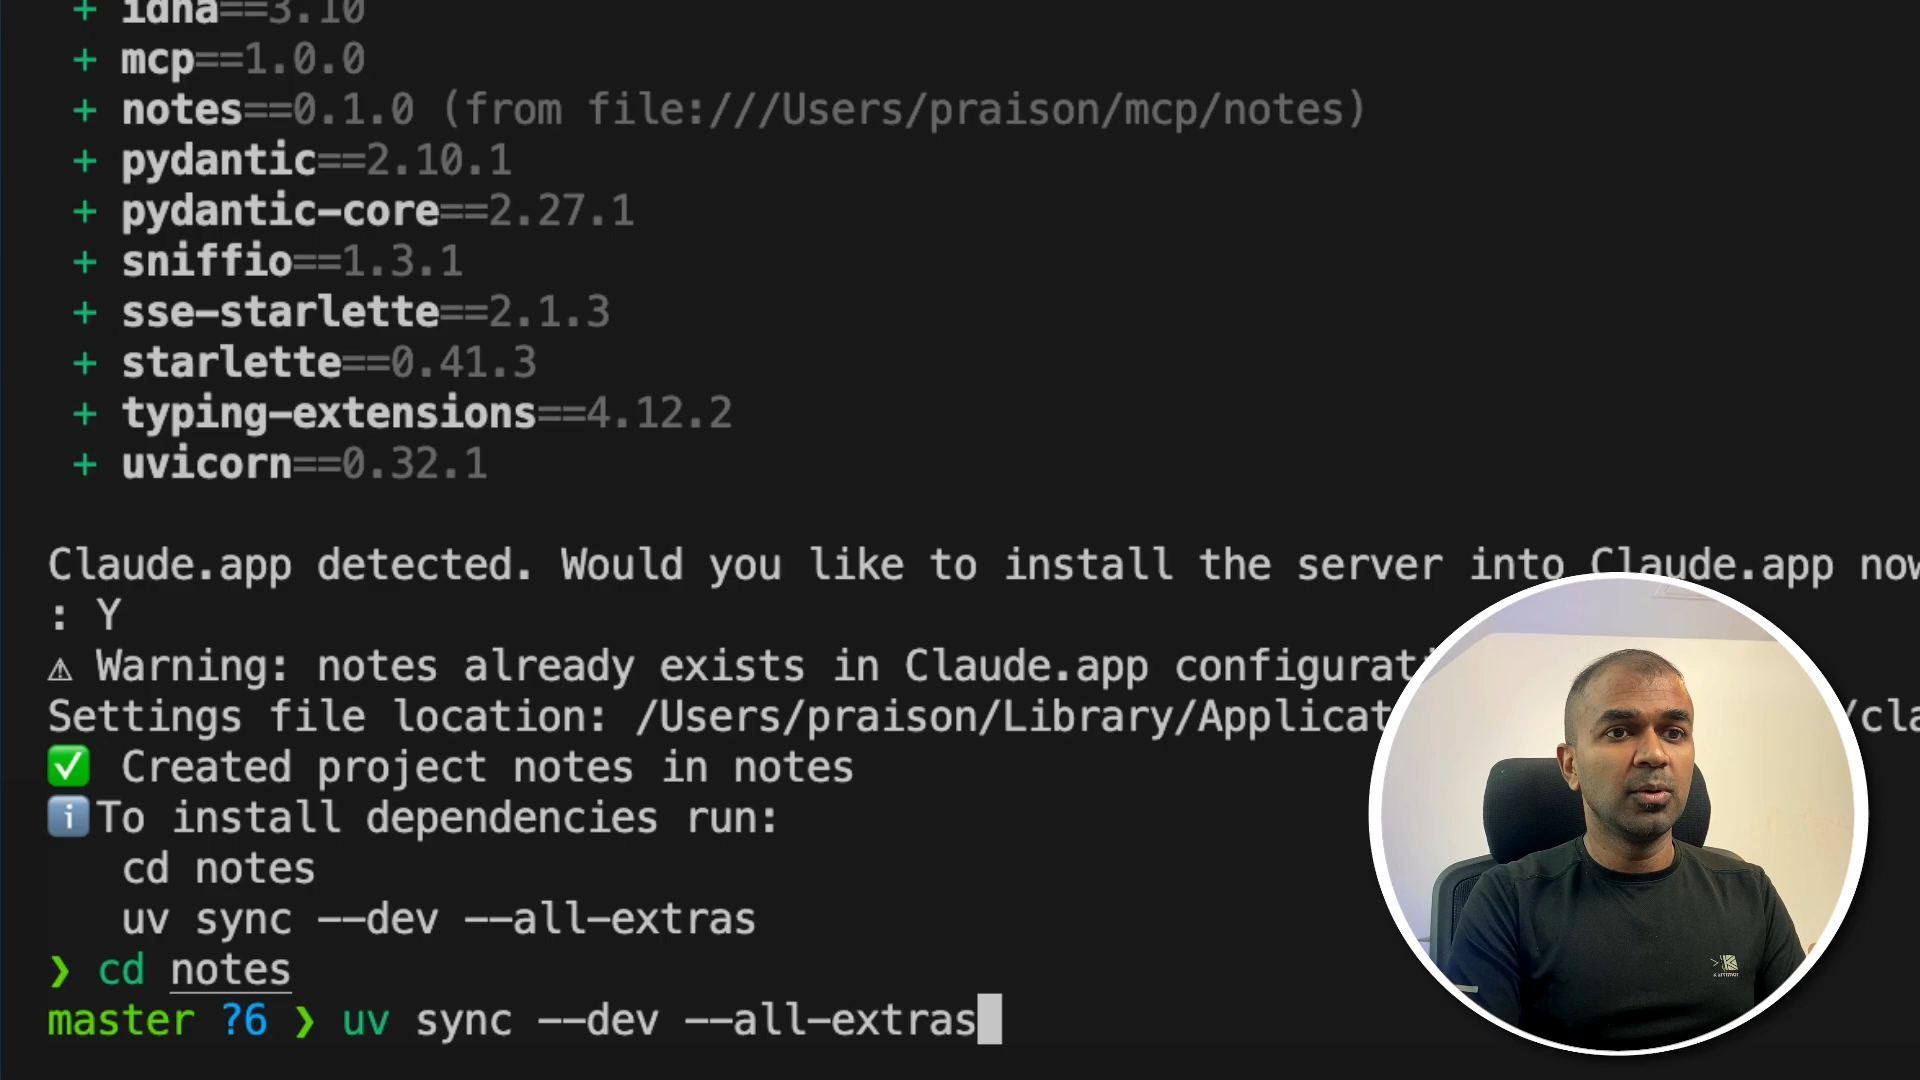 + idna==3.10
+ mcp==1.0.0
+ notes==0.1.0 (from file:///Users/praison/mcp/notes)
+ pydantic==2.10.1
+ pydantic-core==2.27.1
+ sniffio==1.3.1
+ sse-starlette==2.1.3
+ starlette==0.41.3
+ typing-extensions==4.12.2
+ uvicorn==0.32.1
Claude.app detected. Would you like to install the server into Claude.app now
: Y
⚠ Warning: notes already exists in Claude.app
Settings file location: /Users/praison/Library/
✅ Created project notes in notes
ℹ️ To install dependencies run:
cd notes
uv sync --dev --all-extras
❯ cd notes
master ?6 ❯ uv sync --dev --all-extras